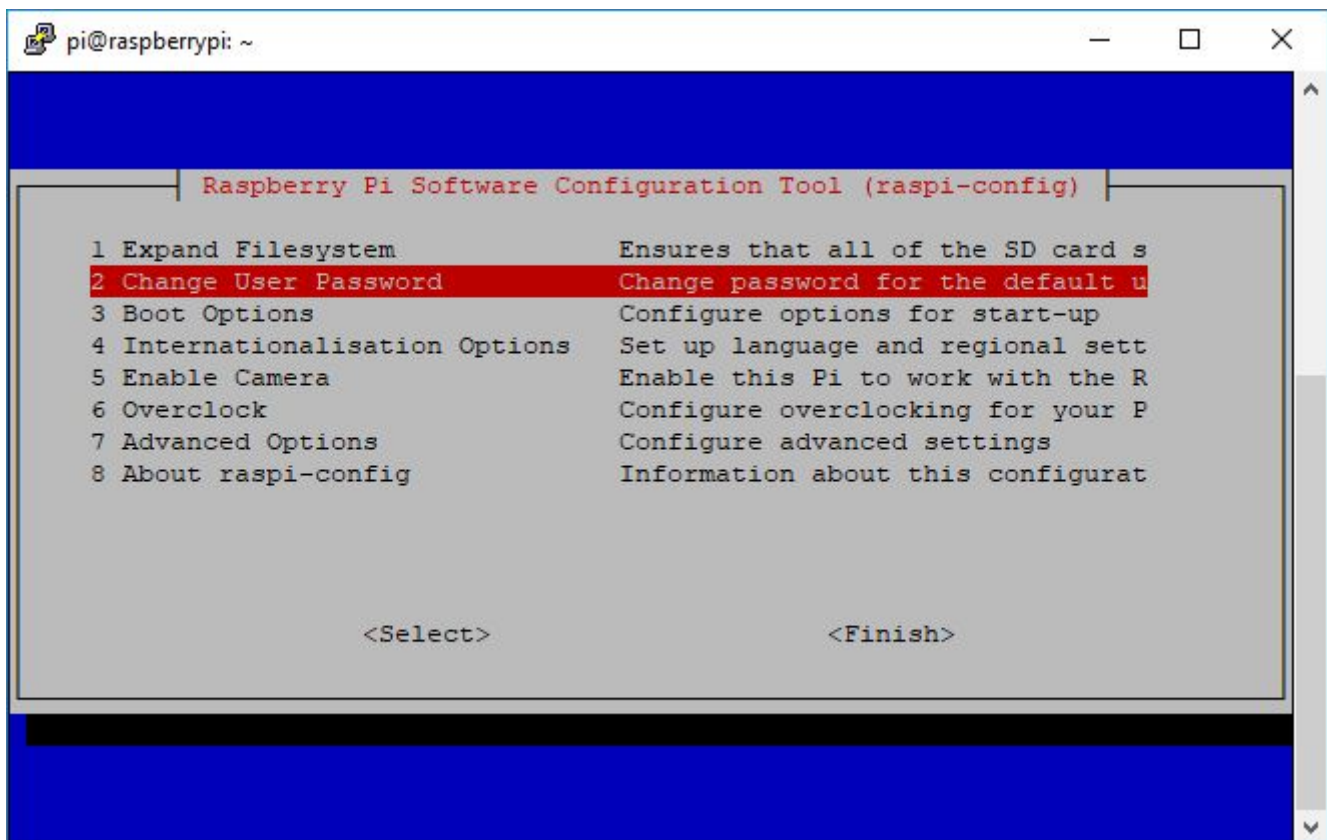 pi@raspberrypi: ~
Raspberry Pi Software Configuration Tool (raspi-config)
1 Expand Filesystem Ensures that all of the SD card s
2 Change User Password Change password for the default u
3 Boot Options Configure options for start-up
4 Internationalisation Options Set up language and regional sett
5 Enable Camera Enable this Pi to work with the R
6 Overclock Configure overclocking for your P
7 Advanced Options Configure advanced settings
8 About raspi-config Information about this configurat
<Select> <Finish>